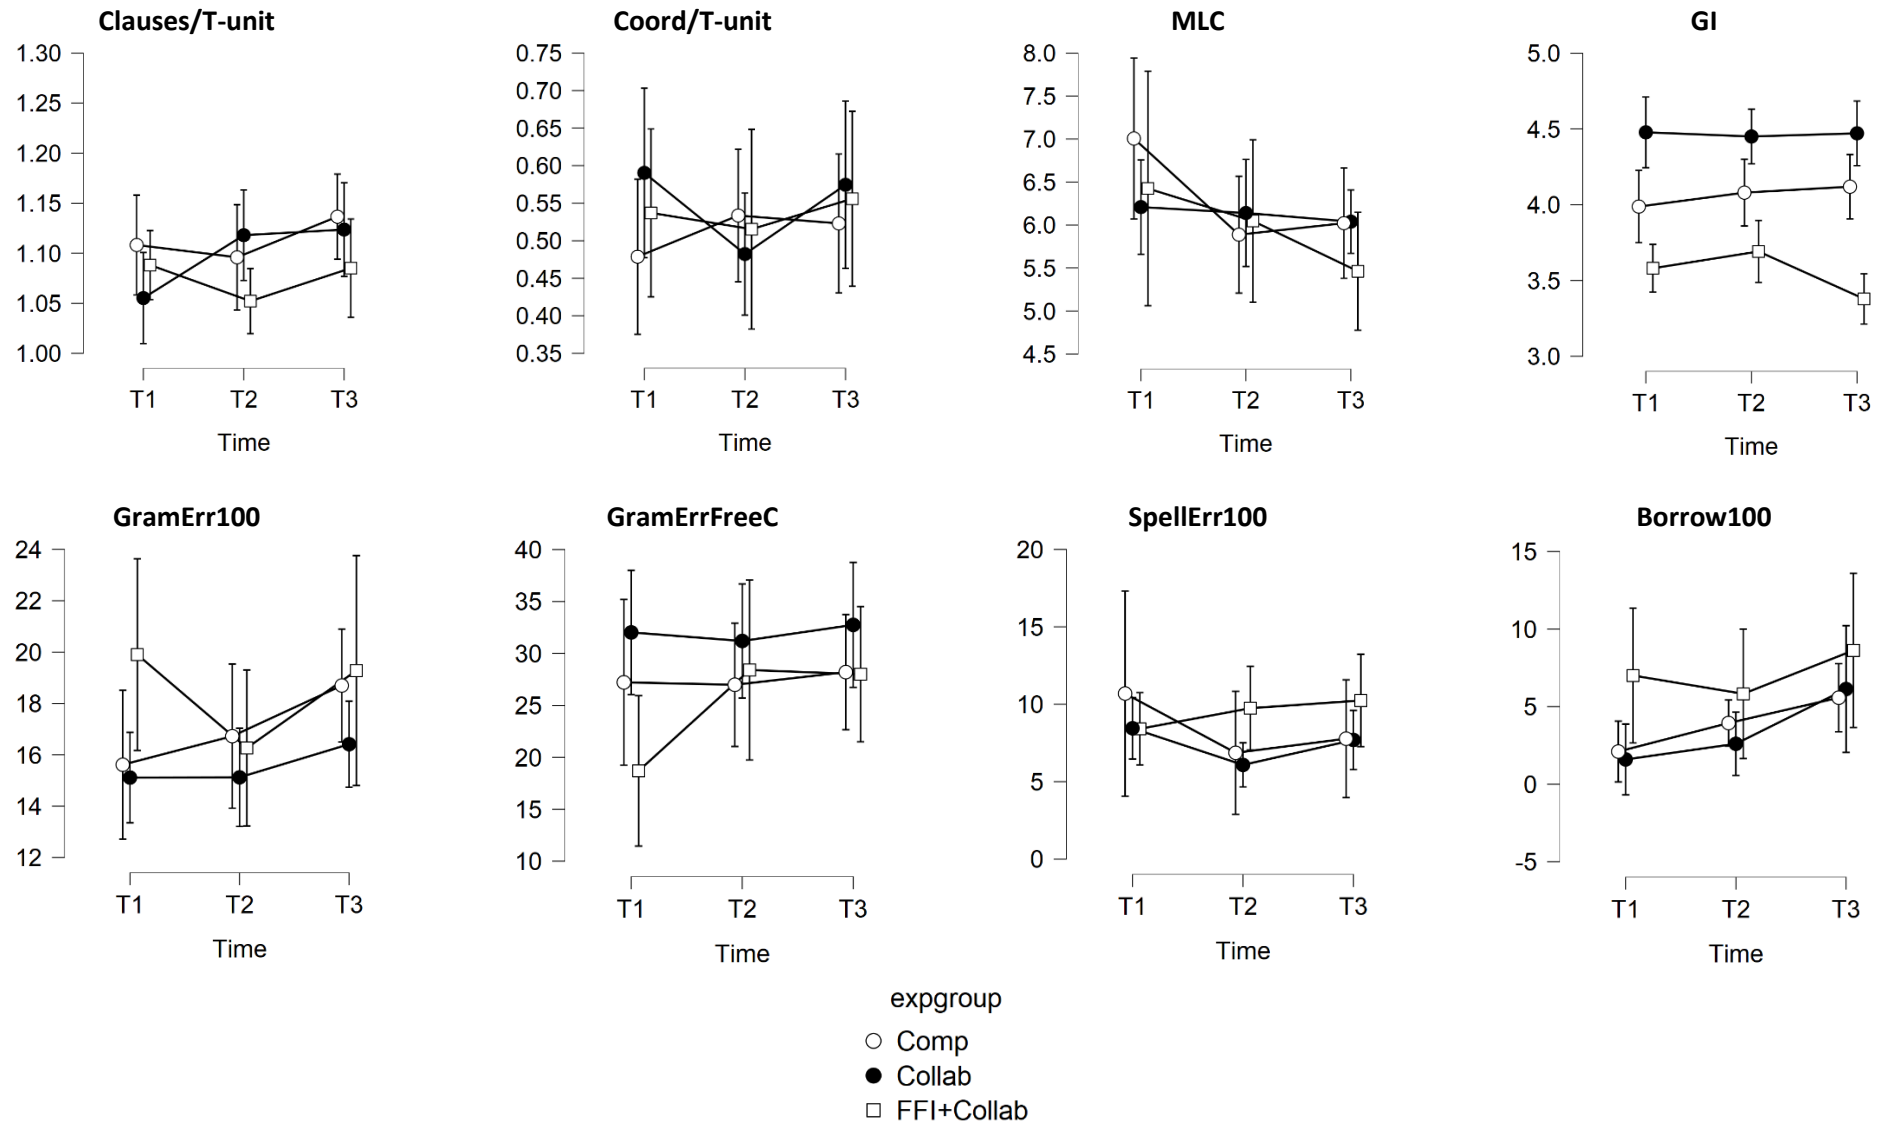 Clauses/T-unit
1.30
1.25
1.20
1.15
1.10
1.05
1.00
T1 T2 T3
Time
Coord/T-unit
0.75
0.70
0.65
0.60
0.55
0.50
0.45
0.40
0.35
T1 T2 T3
Time
MLC
8.0
7.5
7.0
6.5
6.0
5.5
5.0
4.5
T1 T2 T3
Time
GI
5.0
4.5
4.0
3.5
3.0
T1 T2 T3
Time
GramErr100
24
22
20
18
16
14
12
T1 T2 T3
Time
GramErrFreeC
40
35
30
25
20
15
10
T1 T2 T3
Time
SpellErr100
20
15
10
5
0
T1 T2 T3
Time
Borrow100
15
10
5
0
-5
T1 T2 T3
Time
expgroup
Comp
Collab
FFI+Collab